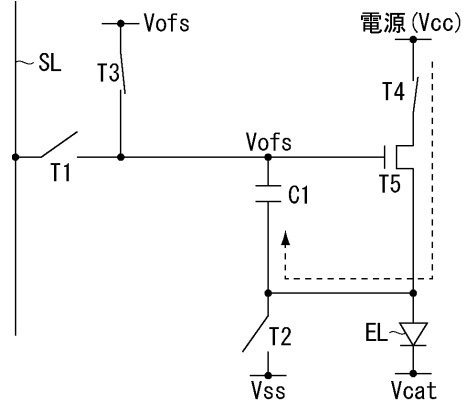 Vofs
電源(Vcc)
SL
T3
T4
T1
Vofs
T5
C1
T2
EL
Vss
Vcat